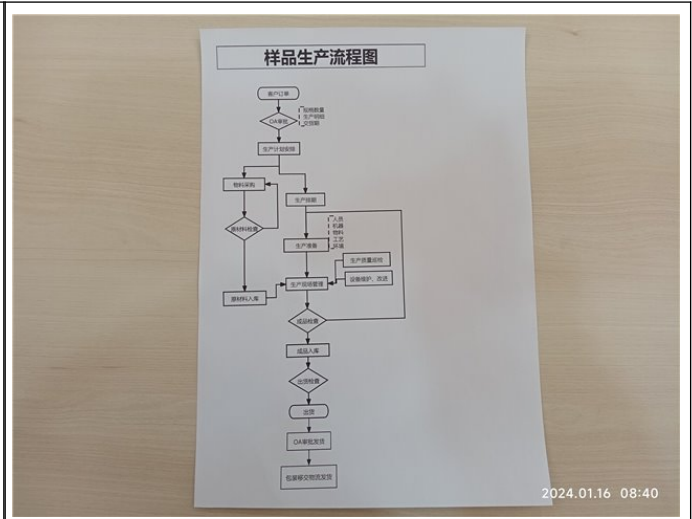 样品生产流程图
客户订单
OA审批
规格数量
生产明细
交货期
生产计划安排
物料采购
生产排期
原材料检查
人员
机器
物料
工艺
环境
生产准备
生产质量巡检
生产现场管理
设备维护、改进
原材料入库
成品检查
成品入库
出货检查
出货
OA审批发货
包装移交物流发货
2024.01.16 08:40